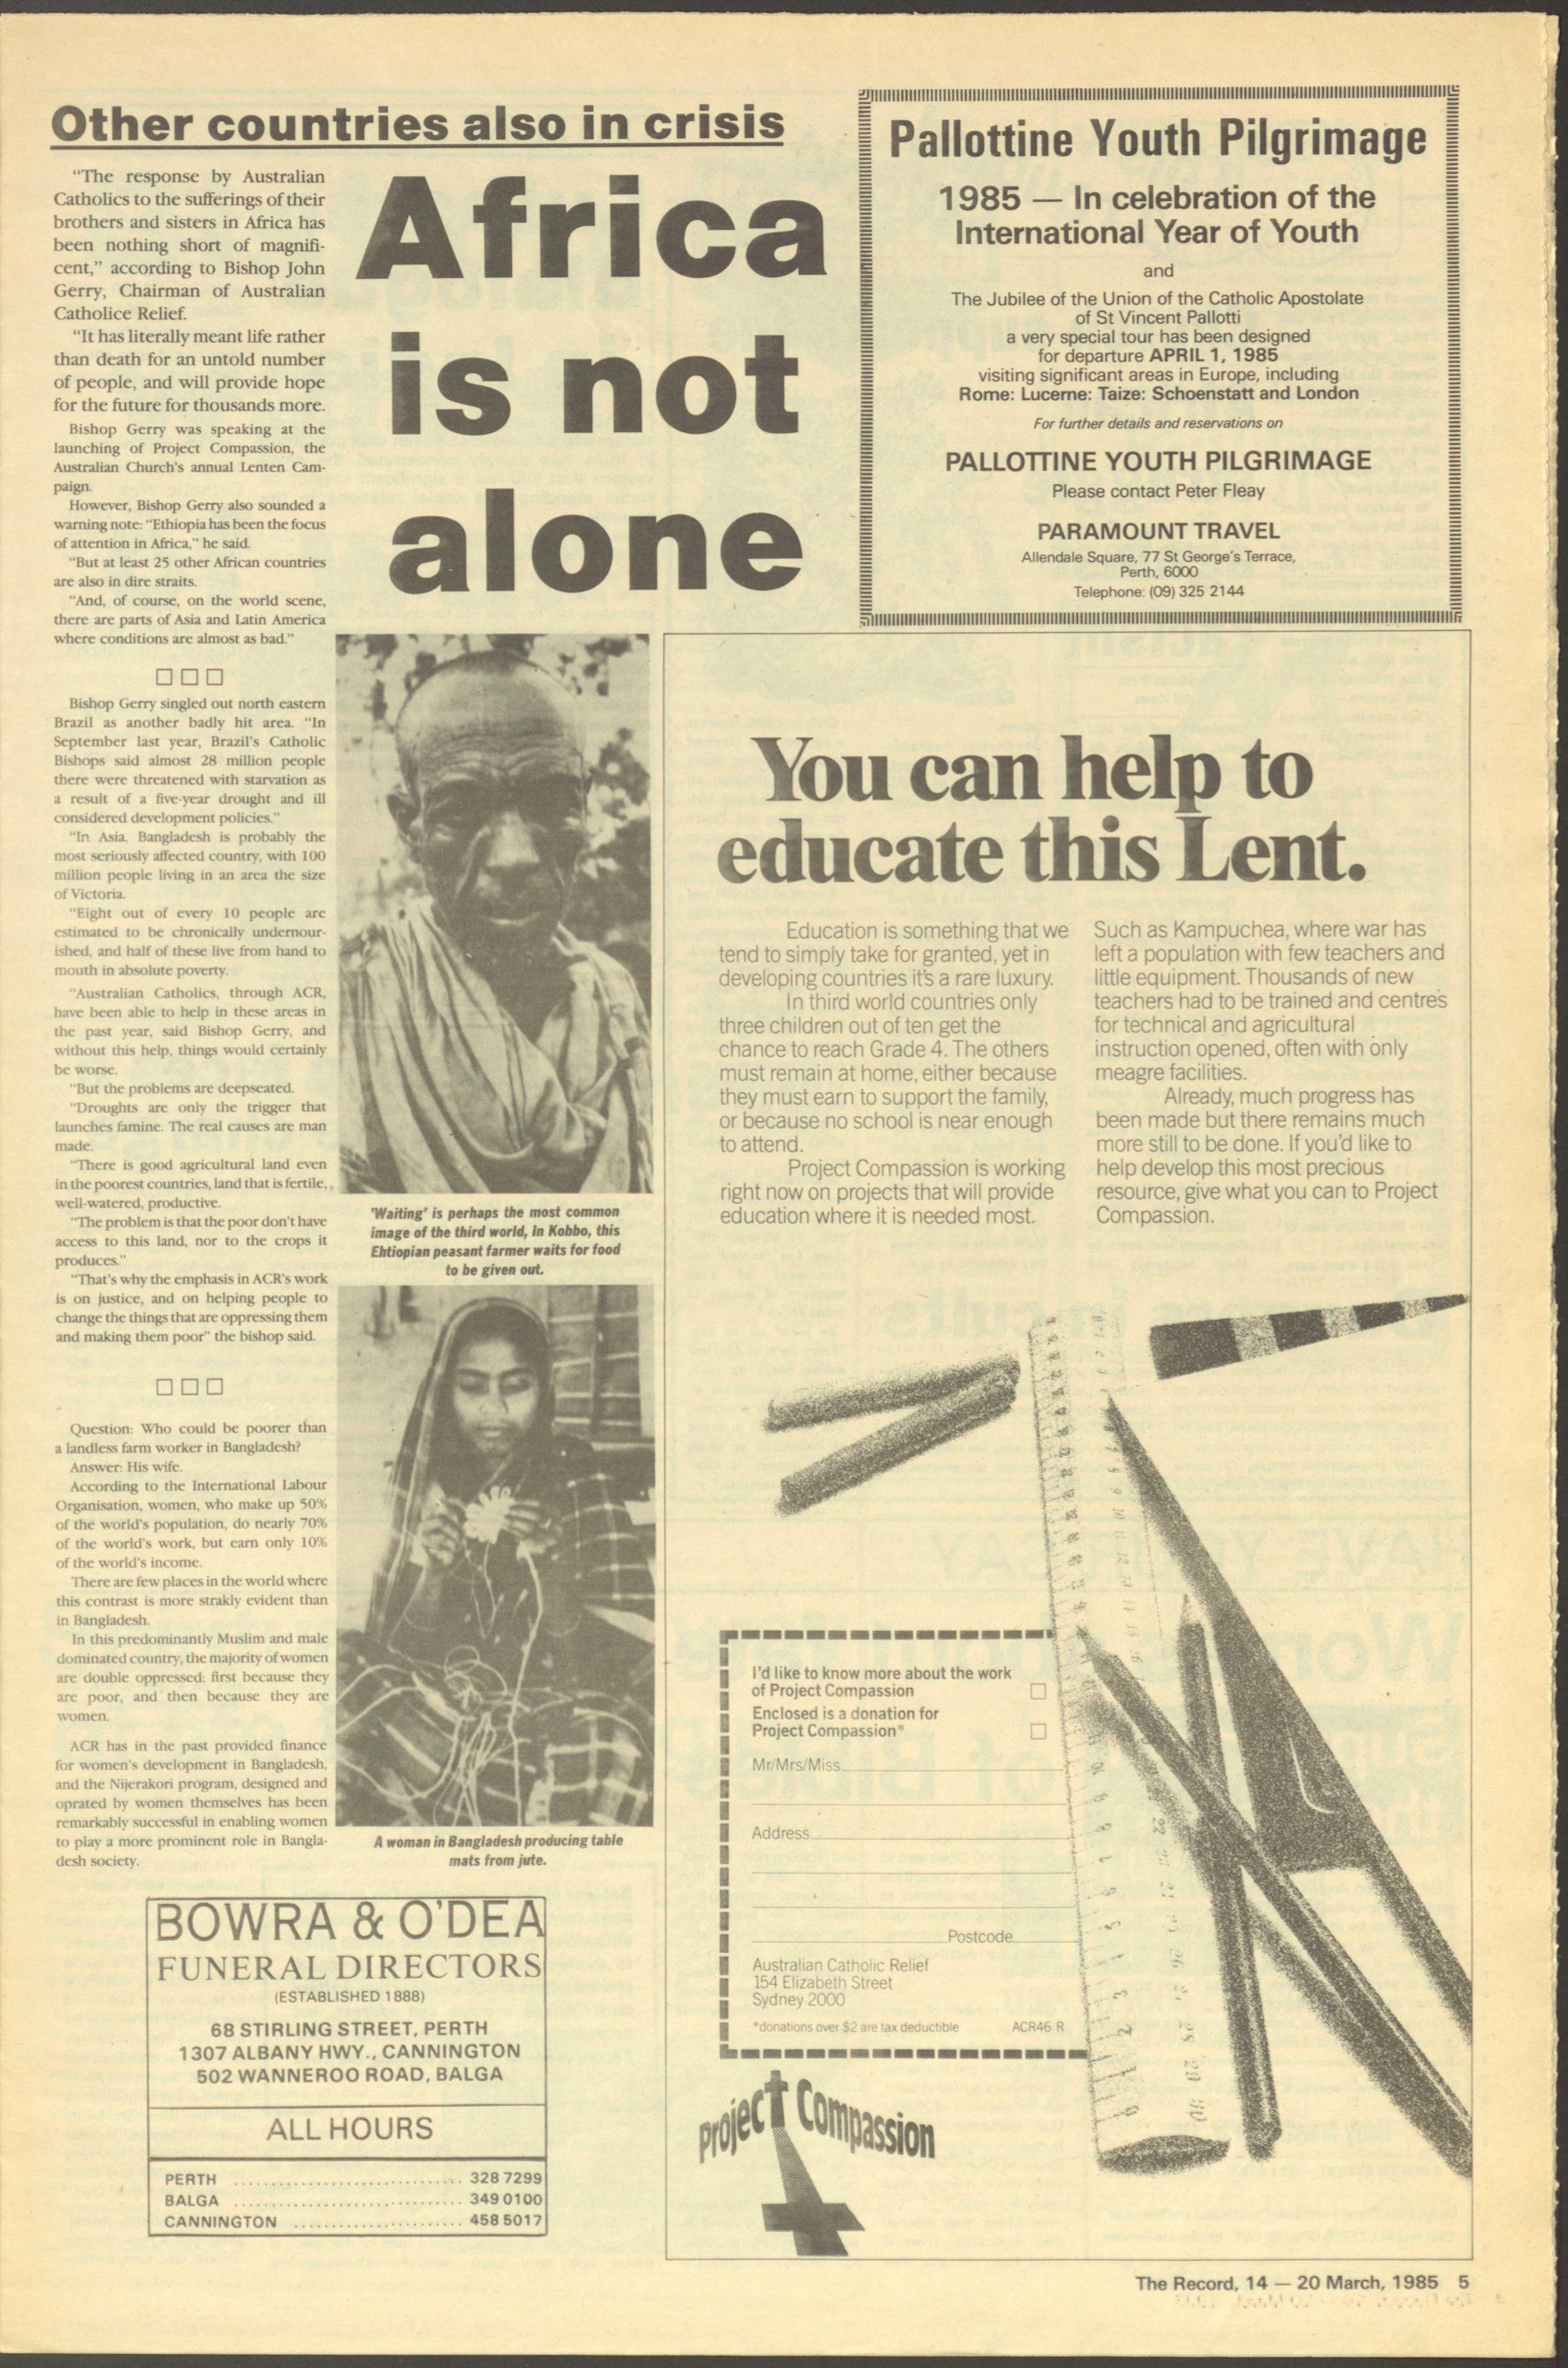 Other countries also in crisis
Africa
is not
alone
"The response by Australian
Catholics to the sufferings of their
brothers and sisters in Africa has
been nothing short of magnifi-
cent," according to Bishop John
Gerry, Chairman of Australian
Catholice Relief.
"It has literally meant life rather
than death for an untold number
of people, and will provide hope
for the future for thousands more.
Bishop Gerry was speaking at the
launching of Project Compassion, the
Australian Church's annual Lenten Cam-
paign.
However, Bishop Gerry also sounded a
warning note: "Ethiopia has been the focus
of attention in Africa," he said.
"But at least 25 other African countries
are also in dire straits.
"And, of course, on the world scene,
there are parts of Asia and Latin America
where conditions are almost as bad."
□ □ □
Bishop Gerry singled out north eastern
Brazil as another badly hit area. "In
September last year, Brazil's Catholic
Bishops said almost 28 million people
there were threatened with starvation as
a result of a five-year drought and ill
considered development policies."
"In Asia, Bangladesh is probably the
most seriously affected country, with 100
million people living in an area the size
of Victoria.
"Eight out of every 10 people are
estimated to be chronically undernour-
ished, and half of these live from hand to
mouth in absolute poverty.
"Australian Catholics, through ACR,
have been able to help in these areas in
the past year, said Bishop Gerry, and
without this help, things would certainly
be worse.
"But the problems are deepseated.
"Droughts are only the trigger that
launches famine. The real causes are man
made.
"There is good agricultural land even
in the poorest countries, land that is fertile,
well-watered, productive.
"The problem is that the poor don't have
access to this land, nor to the crops it
produces."
"That's why the emphasis in ACR's work
is on justice, and on helping people to
change the things that are oppressing them
and making them poor" the bishop said.
□ □ □
Question: Who could be poorer than
a landless farm worker in Bangladesh?
Answer: His wife.
According to the International Labour
Organisation, women, who make up 50%
of the world's population, do nearly 70%
of the world's work, but earn only 10%
of the world's income.
There are few places in the world where
this contrast is more strakly evident than
in Bangladesh.
In this predominantly Muslim and male
dominated country, the majority of women
are double oppressed: first because they
are poor, and then because they are
women.
ACR has in the past provided finance
for women's development in Bangladesh,
and the Nijerakori program, designed and
oprated by women themselves has been
remarkably successful in enabling women
to play a more prominent role in Bangla-
desh society.
'Waiting' is perhaps the most common
image of the third world, in Kobbo, this
Ehtiopian peasant farmer waits for food
to be given out.
A woman in Bangladesh producing table
mats from jute.
BOWRA & O'DEA
FUNERAL DIRECTORS
(ESTABLISHED 1888)
68 STIRLING STREET, PERTH
1307 ALBANY HWY., CANNINGTON
502 WANNEROO ROAD, BALGA
ALL HOURS
PERTH ............................ 328 7299
BALGA ............................ 349 0100
CANNINGTON ........................ 458 5017
Pallottine Youth Pilgrimage
1985 — In celebration of the
International Year of Youth
and
The Jubilee of the Union of the Catholic Apostolate
of St Vincent Pallotti
a very special tour has been designed
for departure APRIL 1, 1985
visiting significant areas in Europe, including
Rome: Lucerne: Taize: Schoenstatt and London
For further details and reservations on
PALLOTTINE YOUTH PILGRIMAGE
Please contact Peter Fleay
PARAMOUNT TRAVEL
Allendale Square, 77 St George's Terrace,
Perth, 6000
Telephone: (09) 325 2144
You can help to
educate this Lent.
Education is something that we
tend to simply take for granted, yet in
developing countries it's a rare luxury.
In third world countries only
three children out of ten get the
chance to reach Grade 4. The others
must remain at home, either because
they must earn to support the family,
or because no school is near enough
to attend.
Project Compassion is working
right now on projects that will provide
education where it is needed most.
Such as Kampuchea, where war has
left a population with few teachers and
little equipment. Thousands of new
teachers had to be trained and centres
for technical and agricultural
instruction opened, often with only
meagre facilities.
Already, much progress has
been made but there remains much
more still to be done. If you'd like to
help develop this most precious
resource, give what you can to Project
Compassion.
I'd like to know more about the work
of Project Compassion □
Enclosed is a donation for
Project Compassion* □
Mr/Mrs/Miss
Address
Postcode
Australian Catholic Relief
154 Elizabeth Street
Sydney 2000
*donations over $2 are tax deductible ACR46 R
Project Compassion
The Record, 14 — 20 March, 1985 5